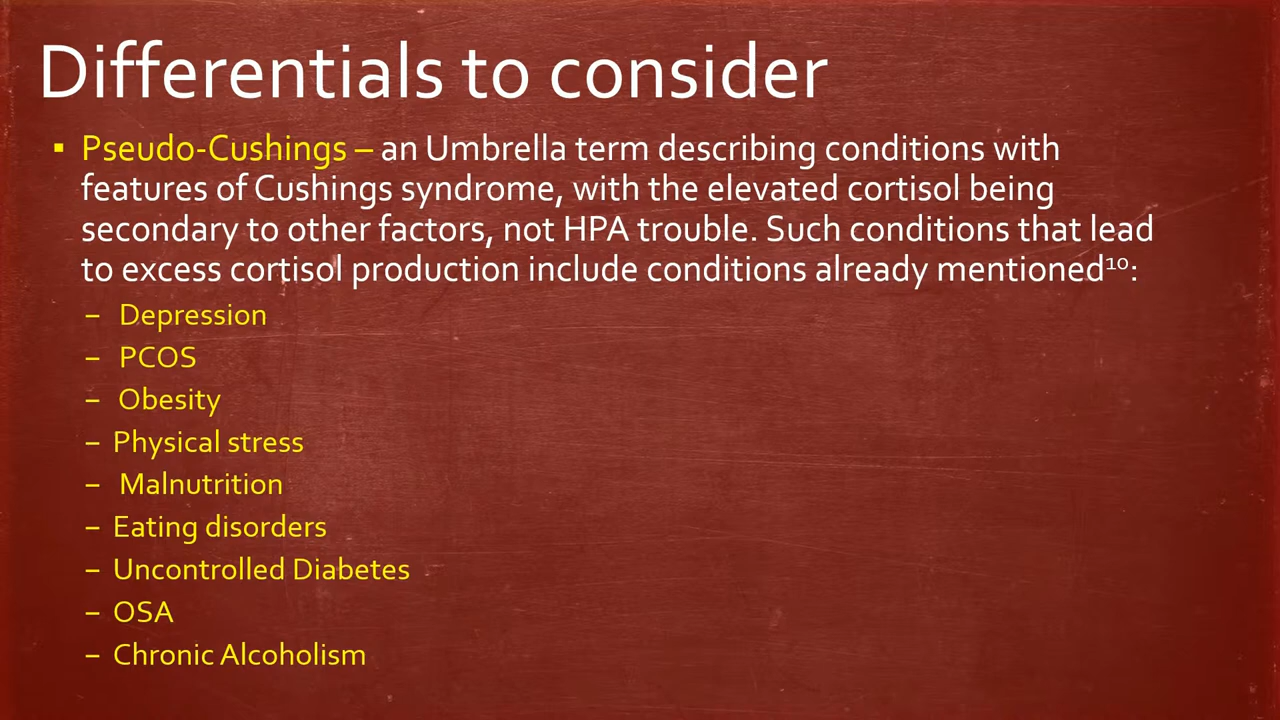 Differentials to consider
▪ Pseudo-Cushings – an Umbrella term describing conditions with
features of Cushings syndrome, with the elevated cortisol being
secondary to other factors, not HPA trouble. Such conditions that lead
to excess cortisol production include conditions already mentioned¹⁰:
– Depression
– PCOS
– Obesity
– Physical stress
– Malnutrition
– Eating disorders
– Uncontrolled Diabetes
– OSA
– Chronic Alcoholism